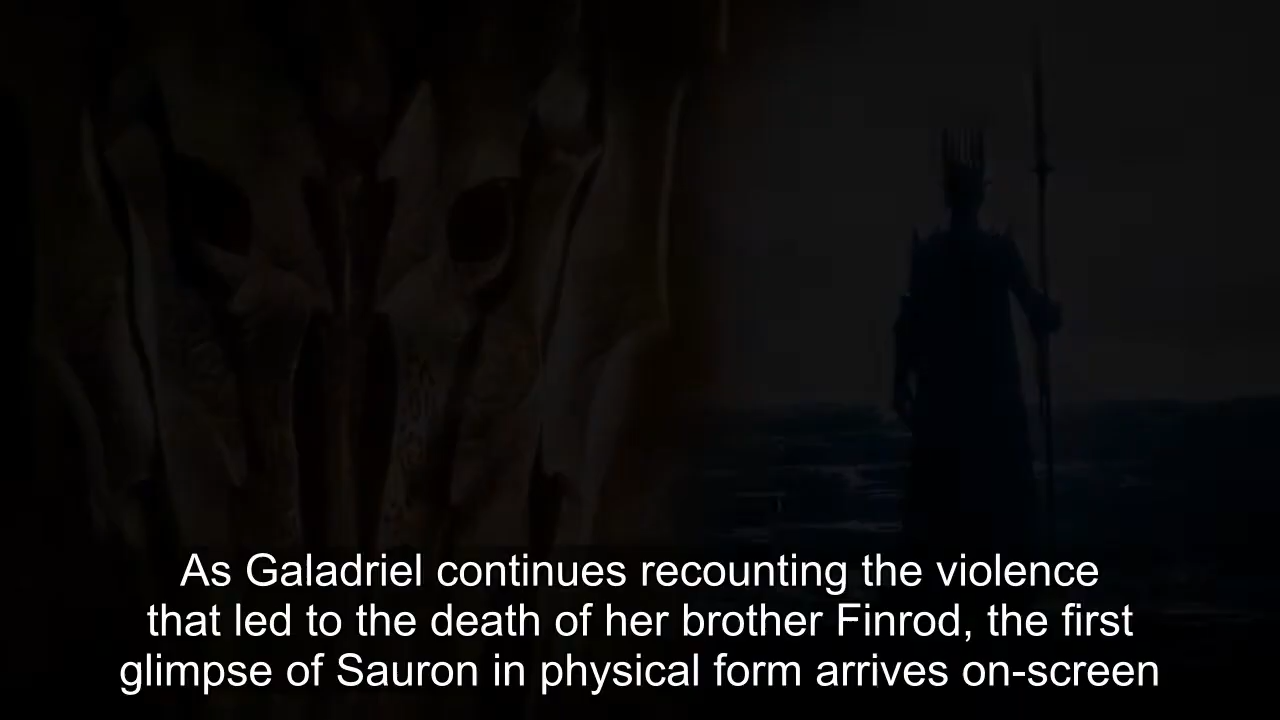 As Galadriel continues recounting the violence
that led to the death of her brother Finrod, the first
glimpse of Sauron in physical form arrives on-screen